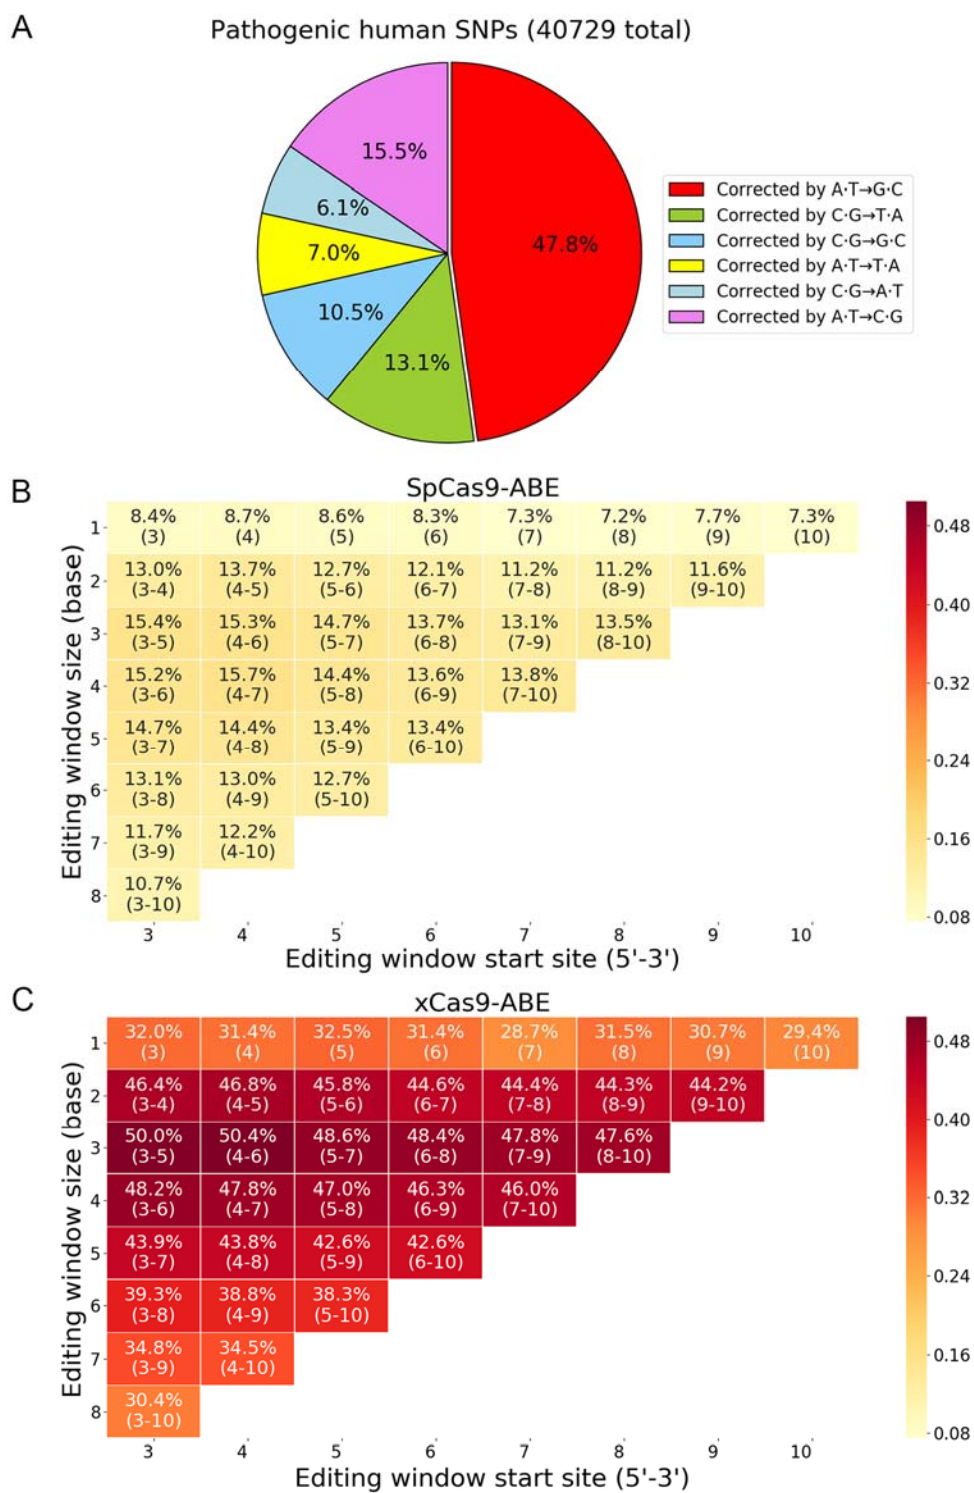 A
Pathogenic human SNPs (40729 total)
15.5%
6.1%
7.0%
10.5%
13.1%
47.8%
Corrected by A·T→G·C
Corrected by C·G→T·A
Corrected by C·G→G·C
Corrected by A·T→T·A
Corrected by C·G→A·T
Corrected by A·T→C·G
B
SpCas9-ABE
Editing window size (base)
1
8.4% 8.7% 8.6% 8.3% 7.3% 7.2% 7.7% 7.3%
(3) (4) (5) (6) (7) (8) (9) (10)
2
13.0% 13.7% 12.7% 12.1% 11.2% 11.2% 11.6%
(3-4) (4-5) (5-6) (6-7) (7-8) (8-9) (9-10)
3
15.4% 15.3% 14.7% 13.7% 13.1% 13.5%
(3-5) (4-6) (5-7) (6-8) (7-9) (8-10)
4
15.2% 15.7% 14.4% 13.6% 13.8%
(3-6) (4-7) (5-8) (6-9) (7-10)
5
14.7% 14.4% 13.4% 13.4%
(3-7) (4-8) (5-9) (6-10)
6
13.1% 13.0% 12.7%
(3-8) (4-9) (5-10)
7
11.7% 12.2%
(3-9) (4-10)
8
10.7%
(3-10)
3 4 5 6 7 8 9 10
Editing window start site (5'-3')
0.48
0.40
0.32
0.24
0.16
0.08
C
xCas9-ABE
Editing window size (base)
1
32.0% 31.4% 32.5% 31.4% 28.7% 31.5% 30.7% 29.4%
(3) (4) (5) (6) (7) (8) (9) (10)
2
46.4% 46.8% 45.8% 44.6% 44.4% 44.3% 44.2%
(3-4) (4-5) (5-6) (6-7) (7-8) (8-9) (9-10)
3
50.0% 50.4% 48.6% 48.4% 47.8% 47.6%
(3-5) (4-6) (5-7) (6-8) (7-9) (8-10)
4
48.2% 47.8% 47.0% 46.3% 46.0%
(3-6) (4-7) (5-8) (6-9) (7-10)
5
43.9% 43.8% 42.6% 42.6%
(3-7) (4-8) (5-9) (6-10)
6
39.3% 38.8% 38.3%
(3-8) (4-9) (5-10)
7
34.8% 34.5%
(3-9) (4-10)
8
30.4%
(3-10)
3 4 5 6 7 8 9 10
Editing window start site (5'-3')
0.48
0.40
0.32
0.24
0.16
0.08